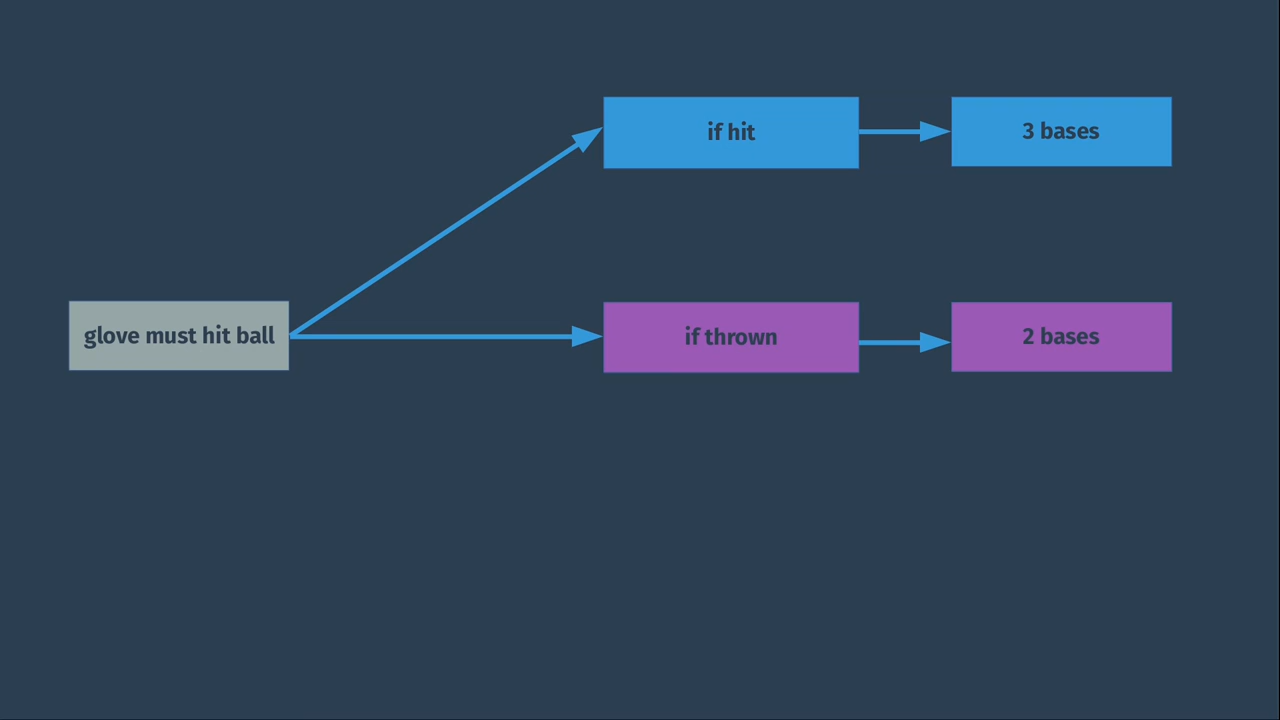 if hit
3 bases
glove must hit ball
if thrown
2 bases